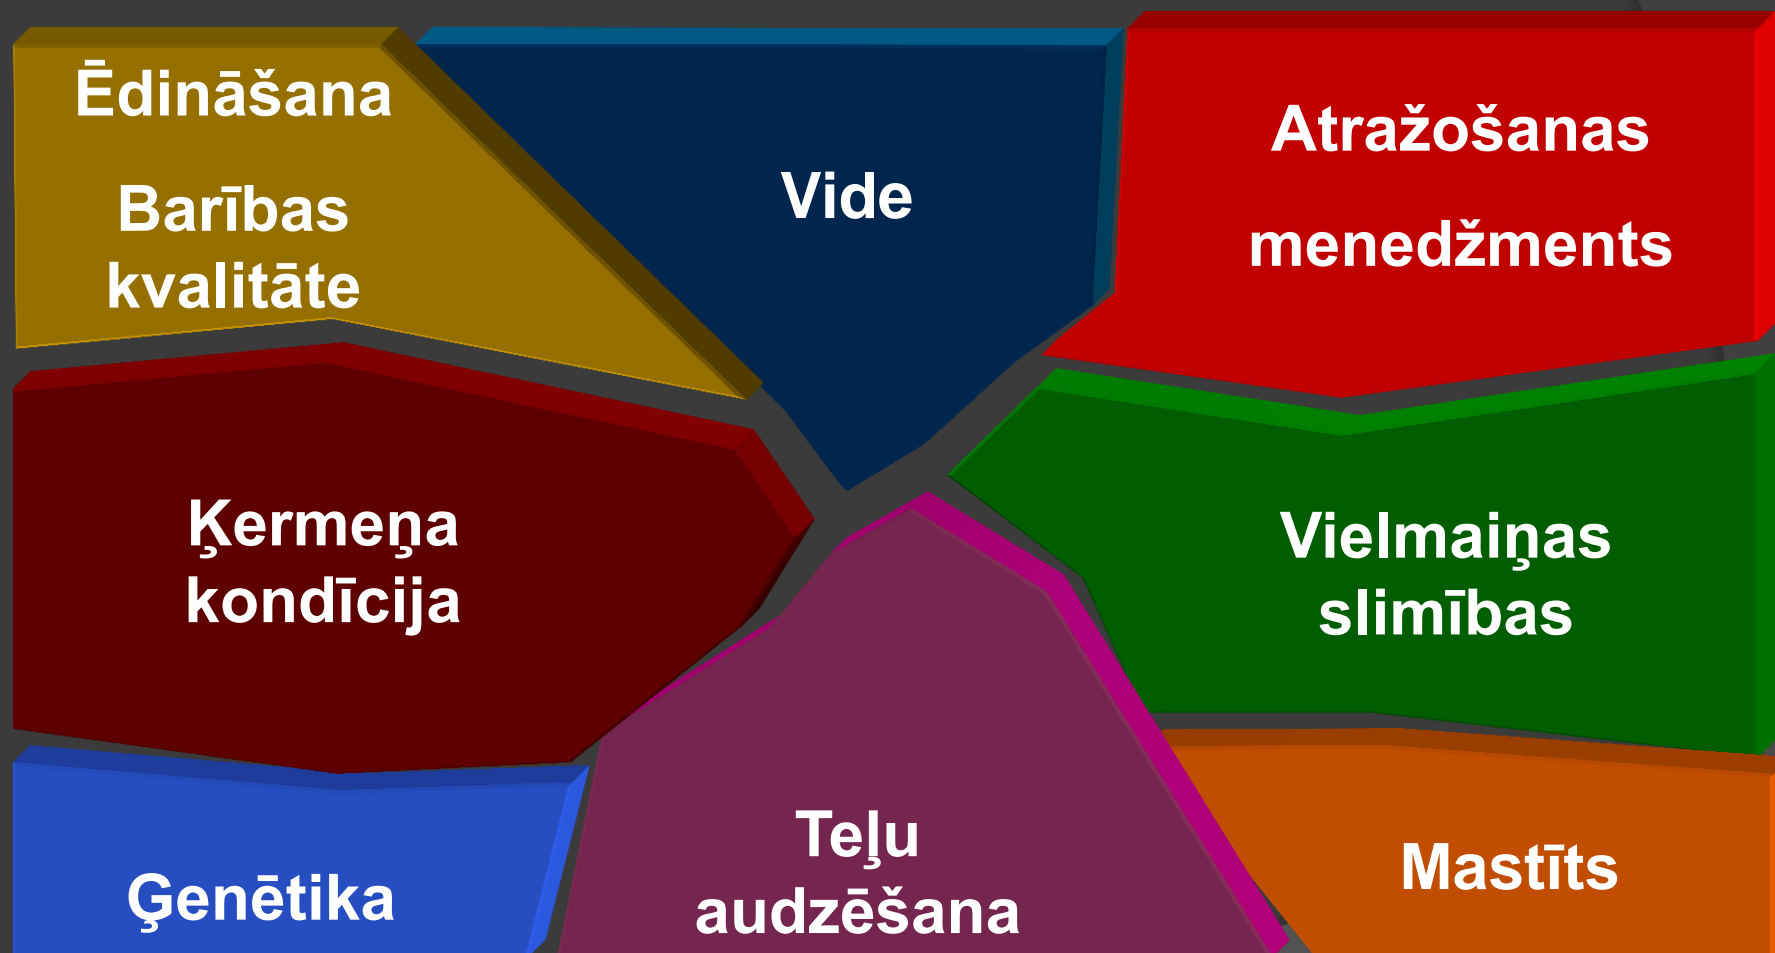 Ēdināšana
Barības
kvalitāte
Vide
Atražošanas
menedžments
Ķermeņa
kondīcija
Vielmaiņas
slimības
Ģenētika
Teļu
audzēšana
Mastīts